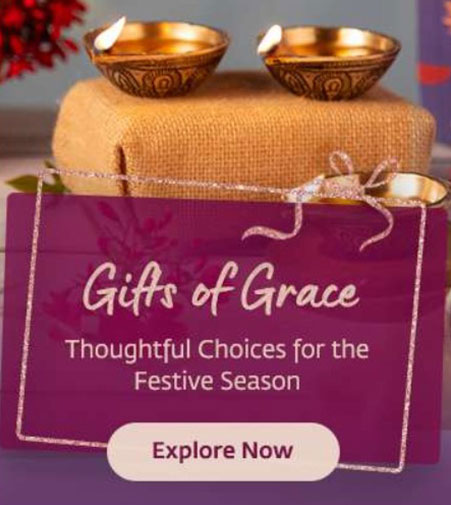 Gifts of Grace
Thoughtful Choices for the
Festive Season
Explore Now